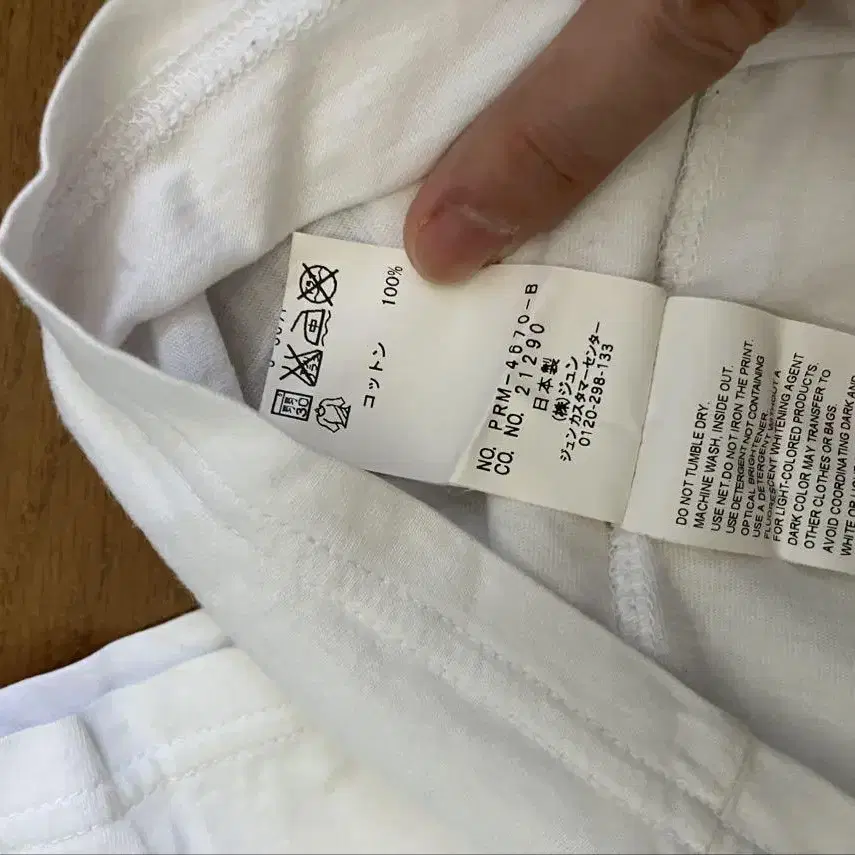 コットン 100%
NO. PRM-4670-B
CO. NO. 21290
日本製
(株)ジュン
ジュンカスタマーセンター
0120-298-133
DO NOT TUMBLE DRY.
MACHINE WASH, INSIDE OUT.
USE NET.DO NOT IRON THE PRINT.
USE DETERGENT NOT CONTAINING
OPTICAL BRIGHTENER.
USE A DETERGENT WITHOUT A
FLUORESCENT WHITENING AGENT
FOR LIGHT-COLORED PRODUCTS.
DARK COLOR MAY TRANSFER TO
OTHER CLOTHES OR BAGS.
AVOID COORDINATING DARK AND
WHITE OR
30